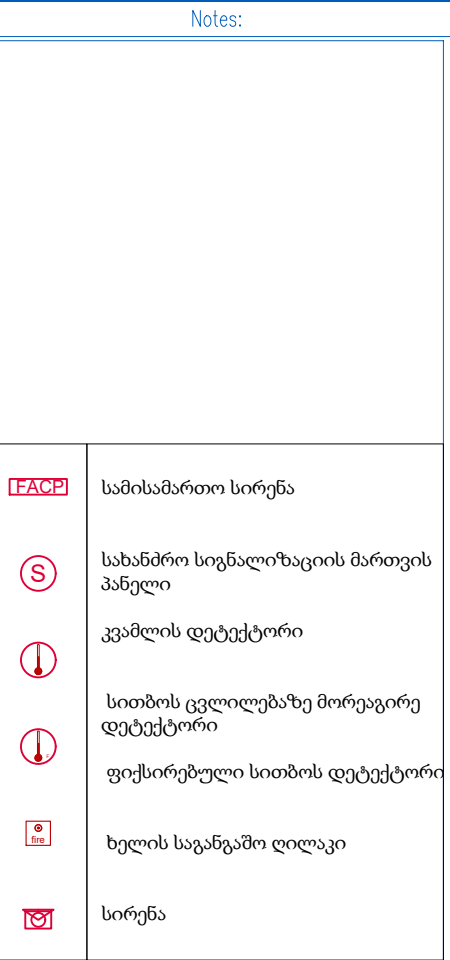 Notes:
FACP
სამისამართო სირენა
S
სახანძრო სიგნალიზაციის მართვის
პანელი
კვამლის დეტექტორი
სითბოს ცვლილებაზე მორეაგირე
დეტექტორი
F
ფიქსირებული სითბოს დეტექტორი
fire
ხელის საგანგაშო ღილაკი
სირენა